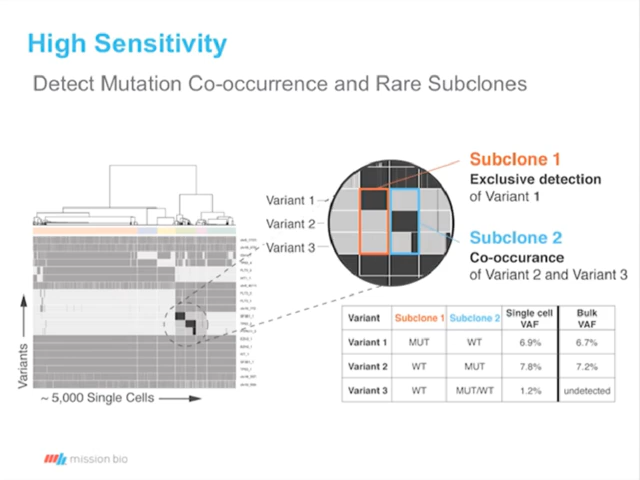 High Sensitivity
Detect Mutation Co-occurrence and Rare Subclones
Subclone 1
Exclusive detection
of Variant 1
Variant 1
Variant 2
Variant 3
Subclone 2
Co-occurance
of Variant 2 and Variant 3
Variant Subclone 1 Subclone 2 Single cell VAF Bulk VAF
Variant 1 MUT WT 6.9% 6.7%
Variant 2 WT MUT 7.8% 7.2%
Variant 3 WT MUT/WT 1.2% undetected
Variants
~ 5,000 Single Cells
mission bio